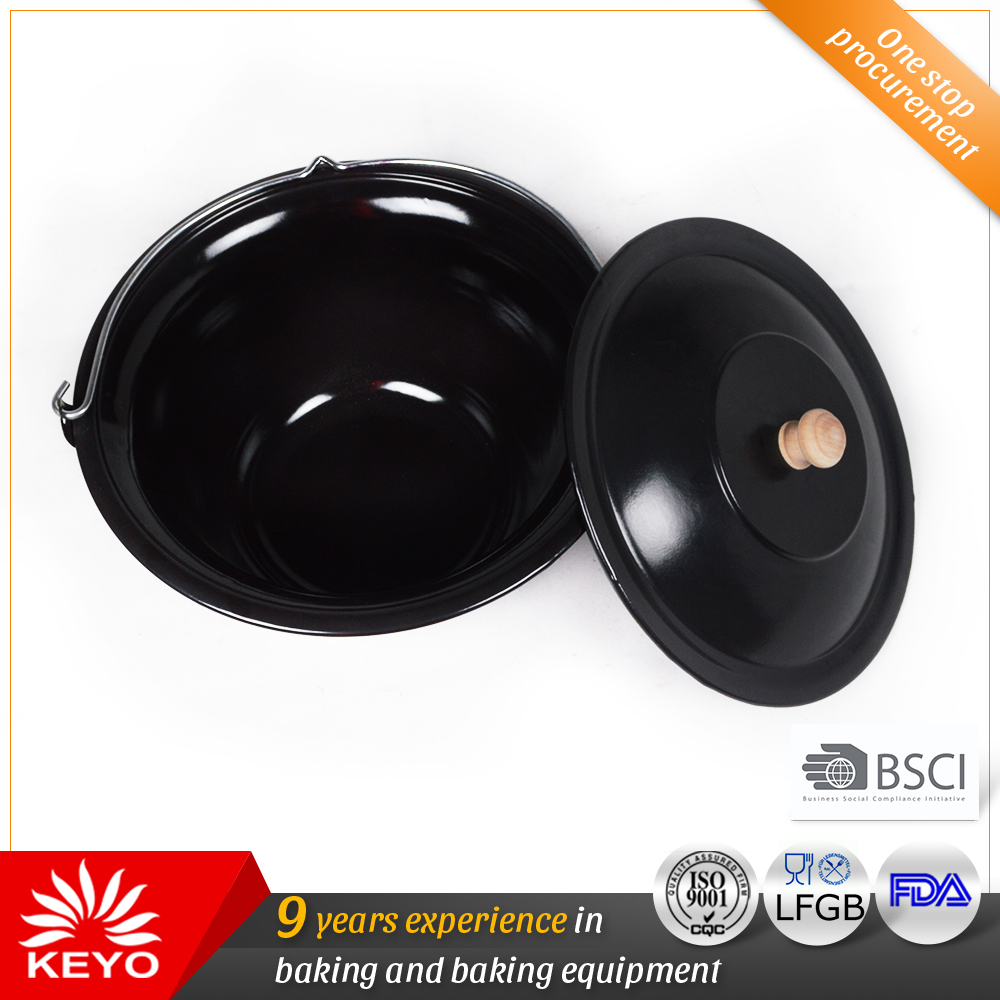 One stop
procurement
BSCI
Business Social Compliance Initiative
QUALITY ASSURED FIRM
ISO
9001
CQC
LFGB
FDA
KEYO
9 years experience in
baking and baking equipment